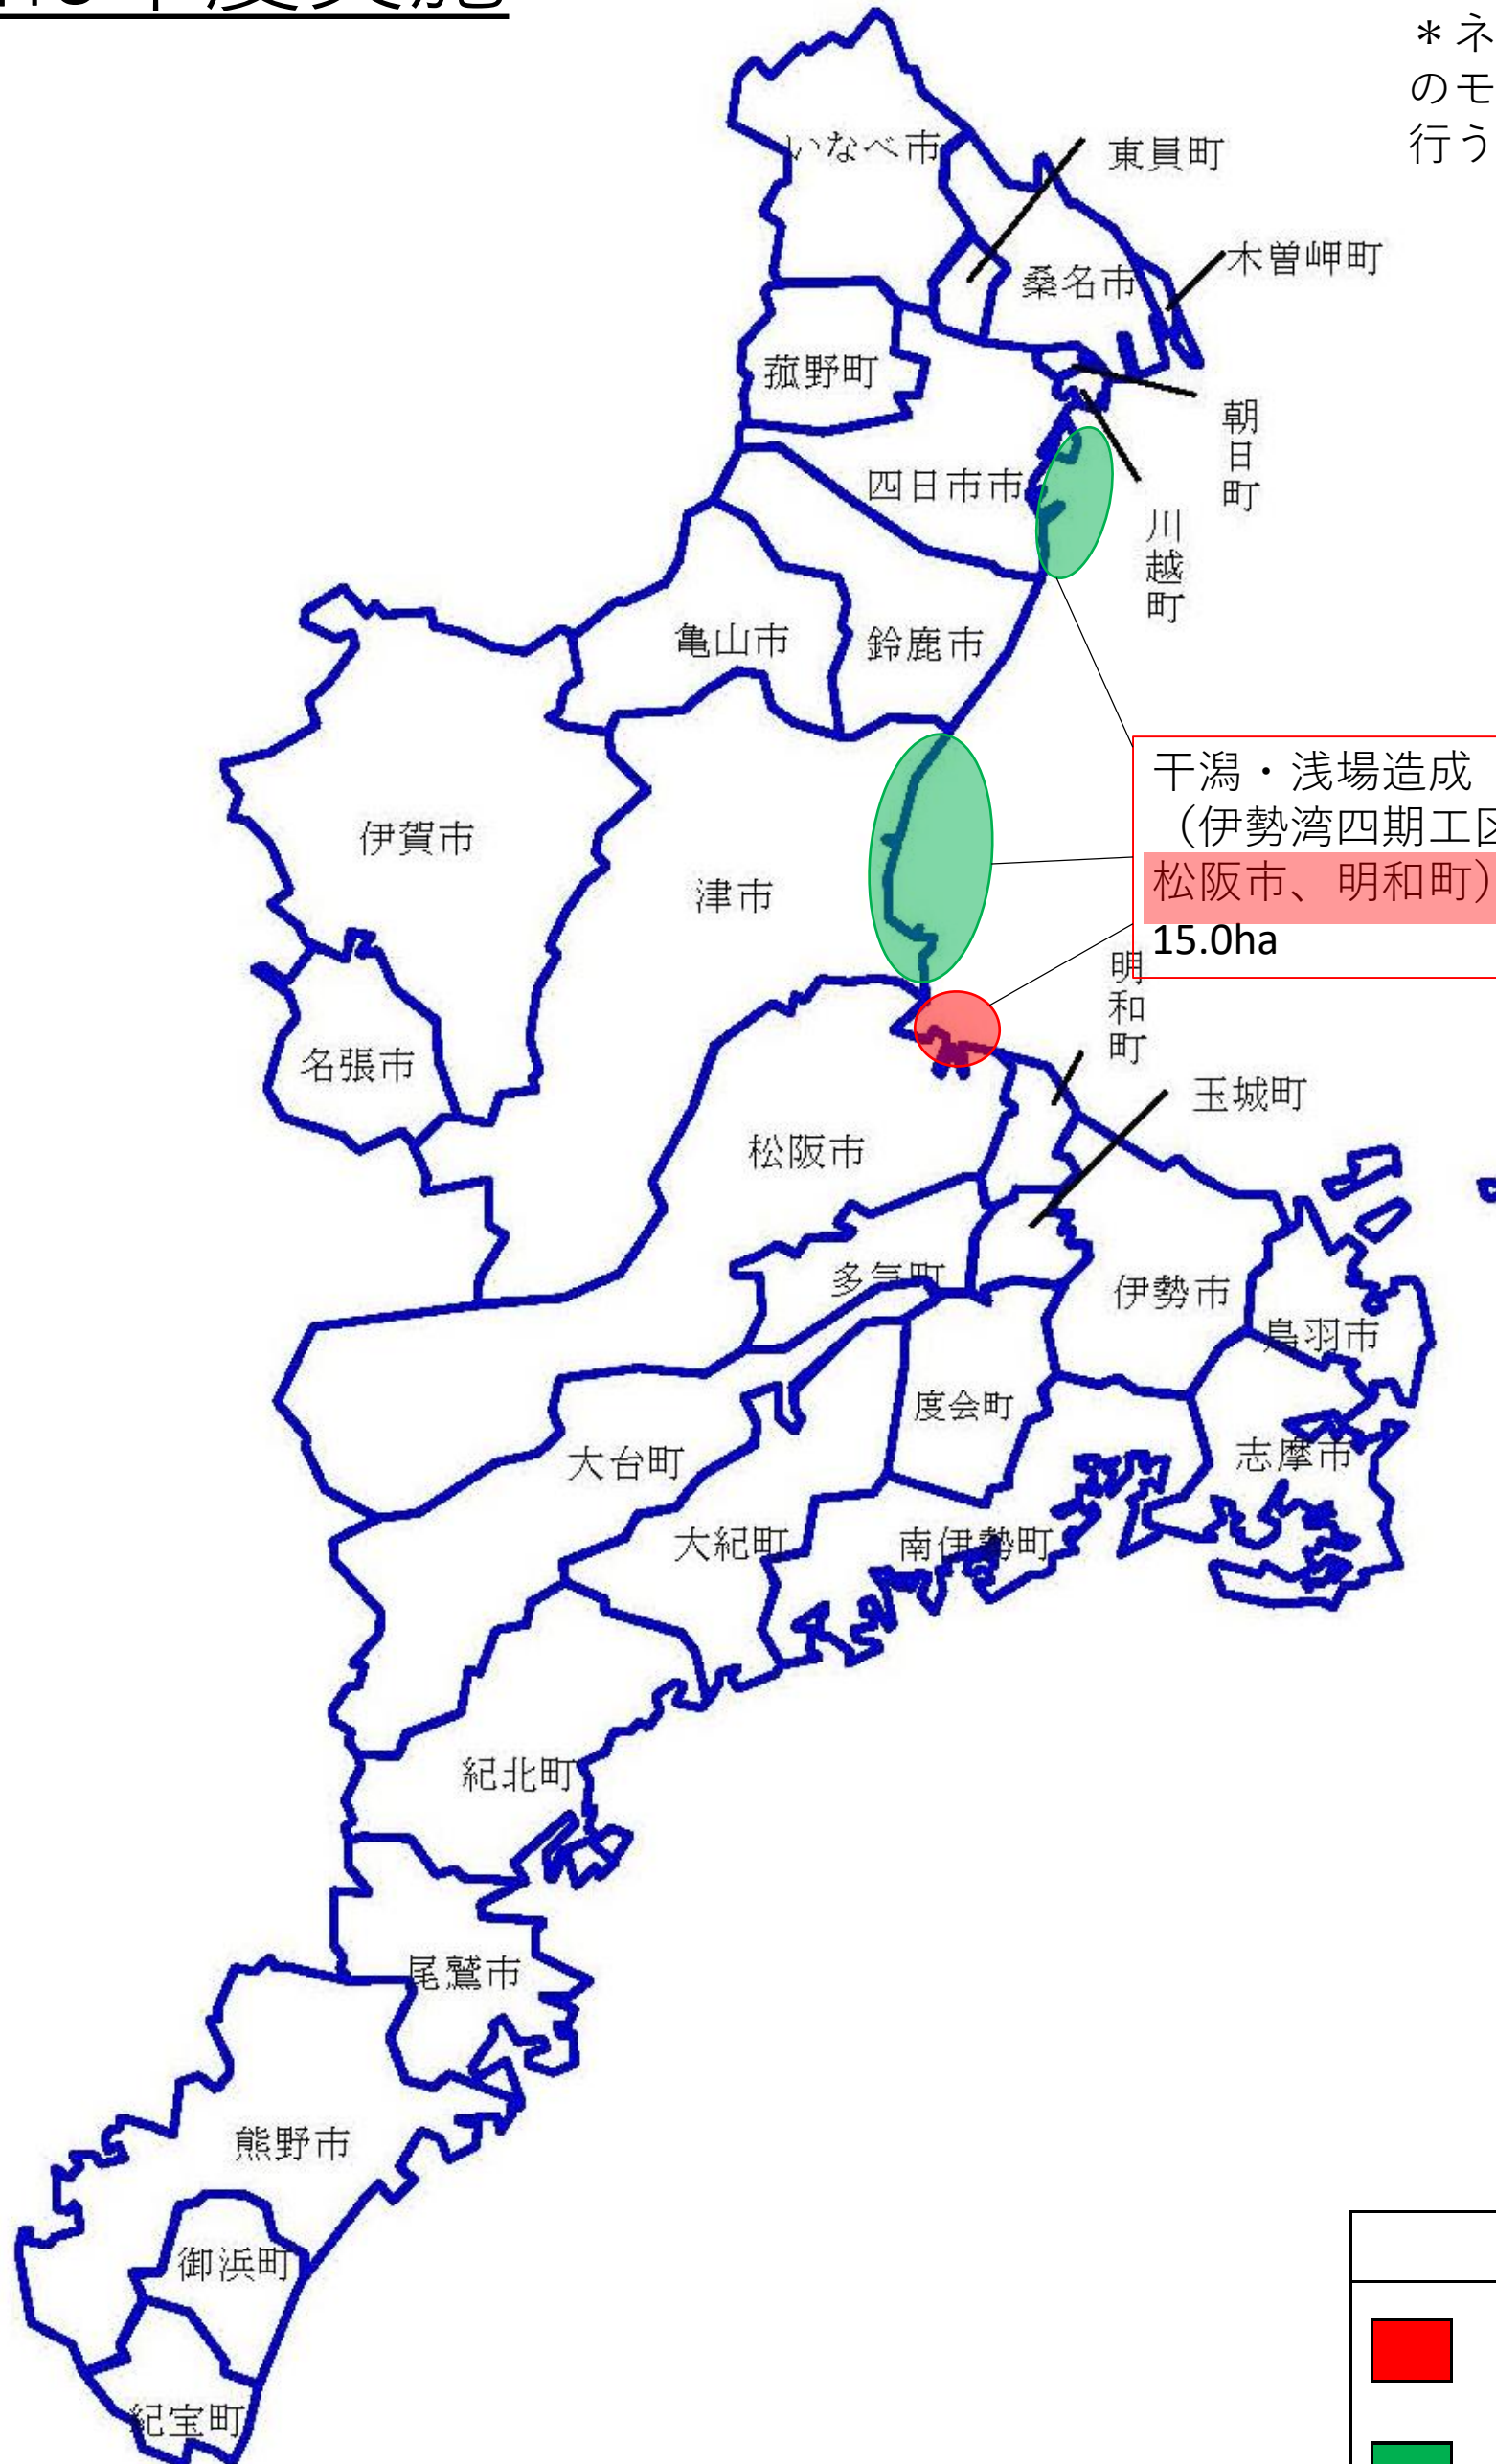 年度実施
＊ネ
のモ
行う
いなべ市
東員町
桑名市
木曽岬町
菰野町
朝日町
四日市市
川越町
亀山市
鈴鹿市
干潟・浅場造成
（伊勢湾四期工区
松阪市、明和町）
15.0ha
伊賀市
津市
明和町
名張市
玉城町
松阪市
多気町
伊勢市
鳥羽市
度会町
志摩市
大台町
大紀町
南伊勢町
紀北町
尾鷲市
熊野市
御浜町
紀宝町